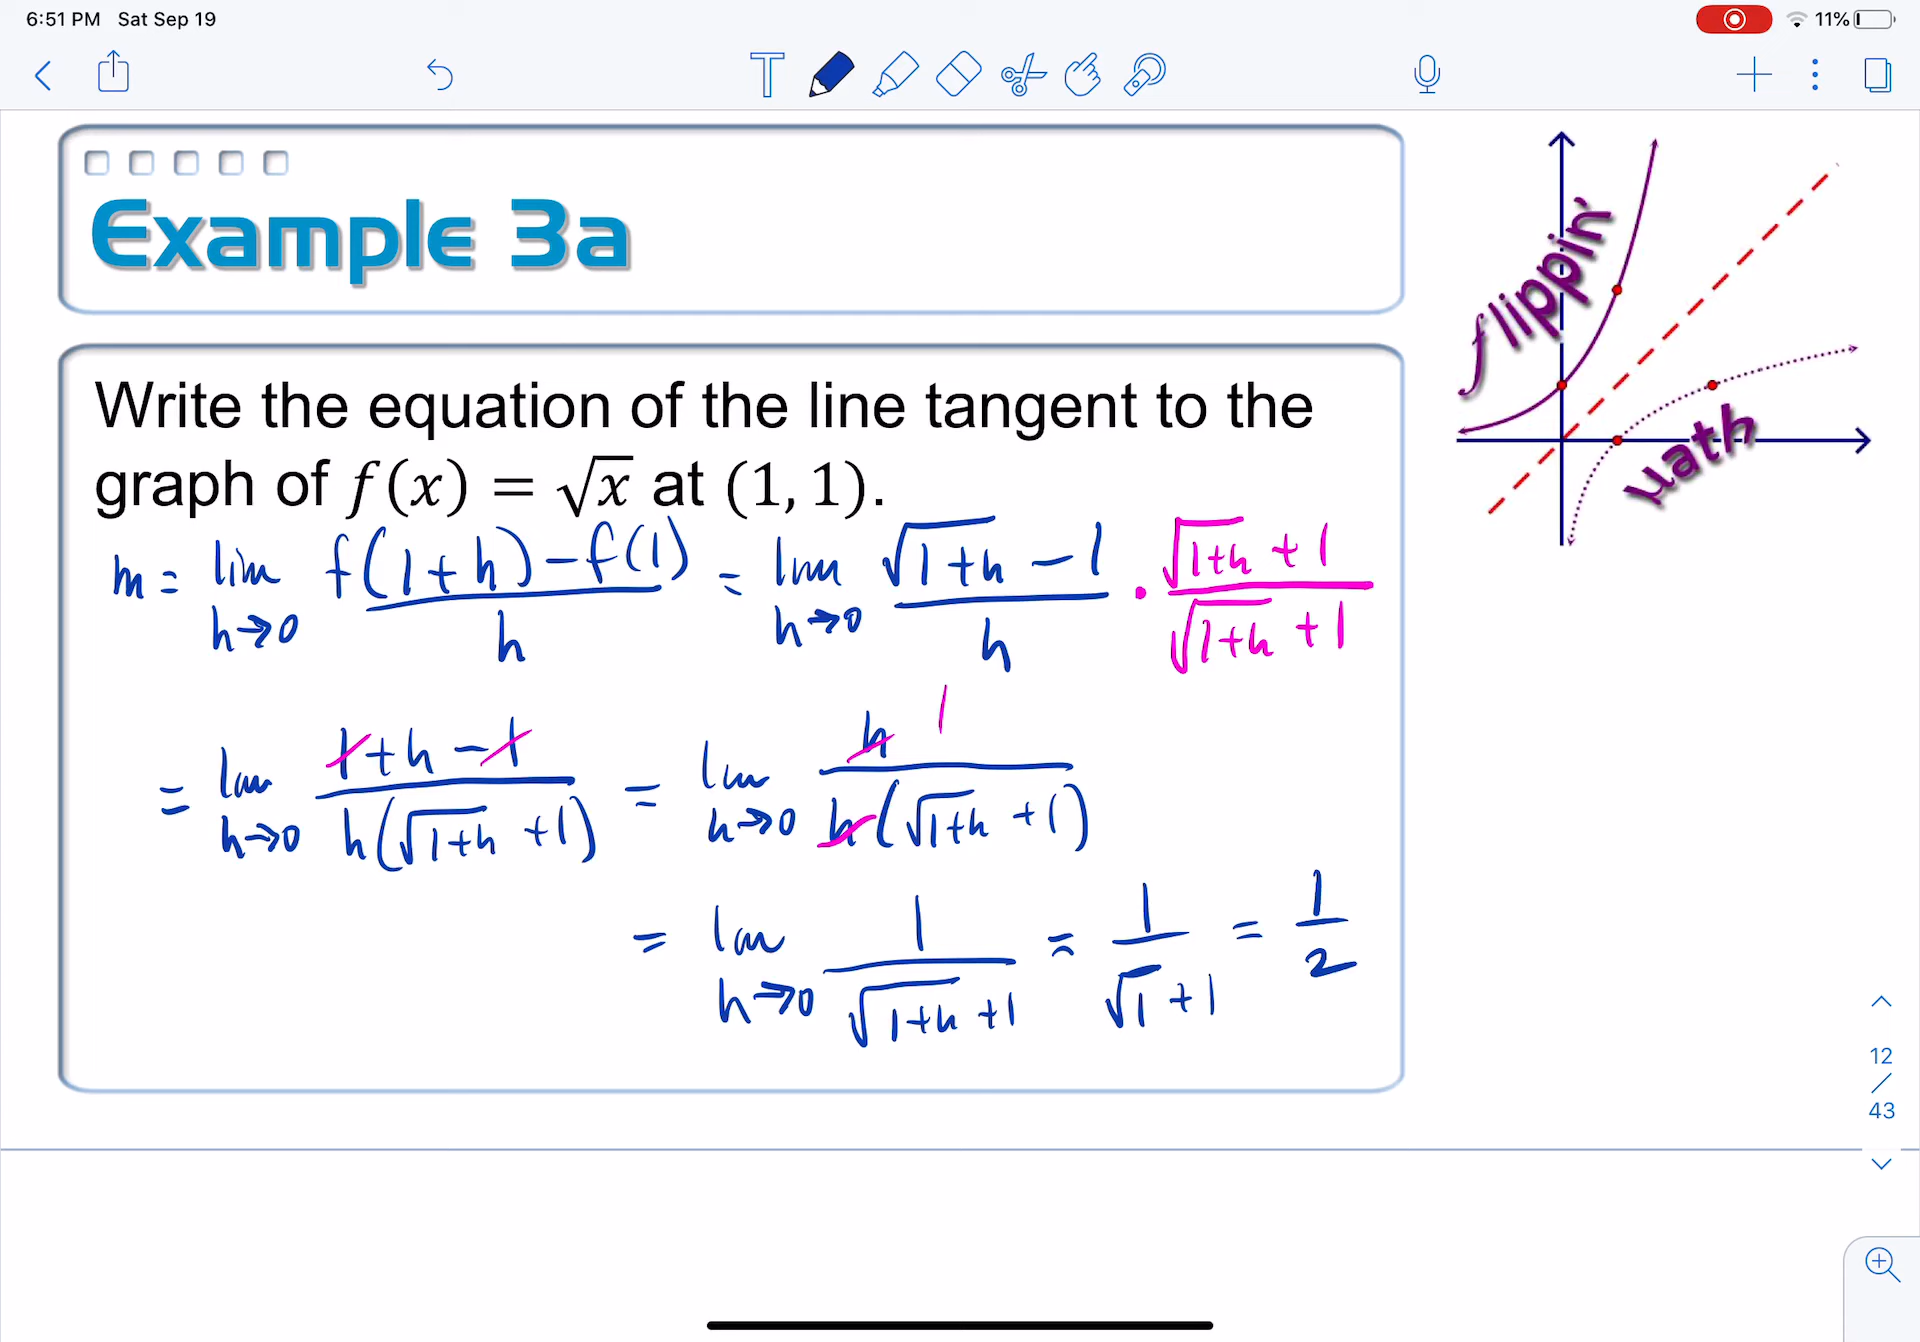 6:51 PM Sat Sep 19
11%
T
Example 3a
flippin'
math
Write the equation of the line tangent to the
graph of f(x) = √x at (1, 1).
m = lim h→0 (f(1+h) − f(1))/h = lim h→0 (√(1+h) − 1)/h · (√(1+h) + 1)/(√(1+h) + 1)
= lim h→0 (1+h−1)/(h(√(1+h) + 1)) = lim h→0 h 1/(h(√(1+h) + 1))
= lim h→0 1/(√(1+h) + 1) = 1/(√1 + 1) = 1/2
12
/
43